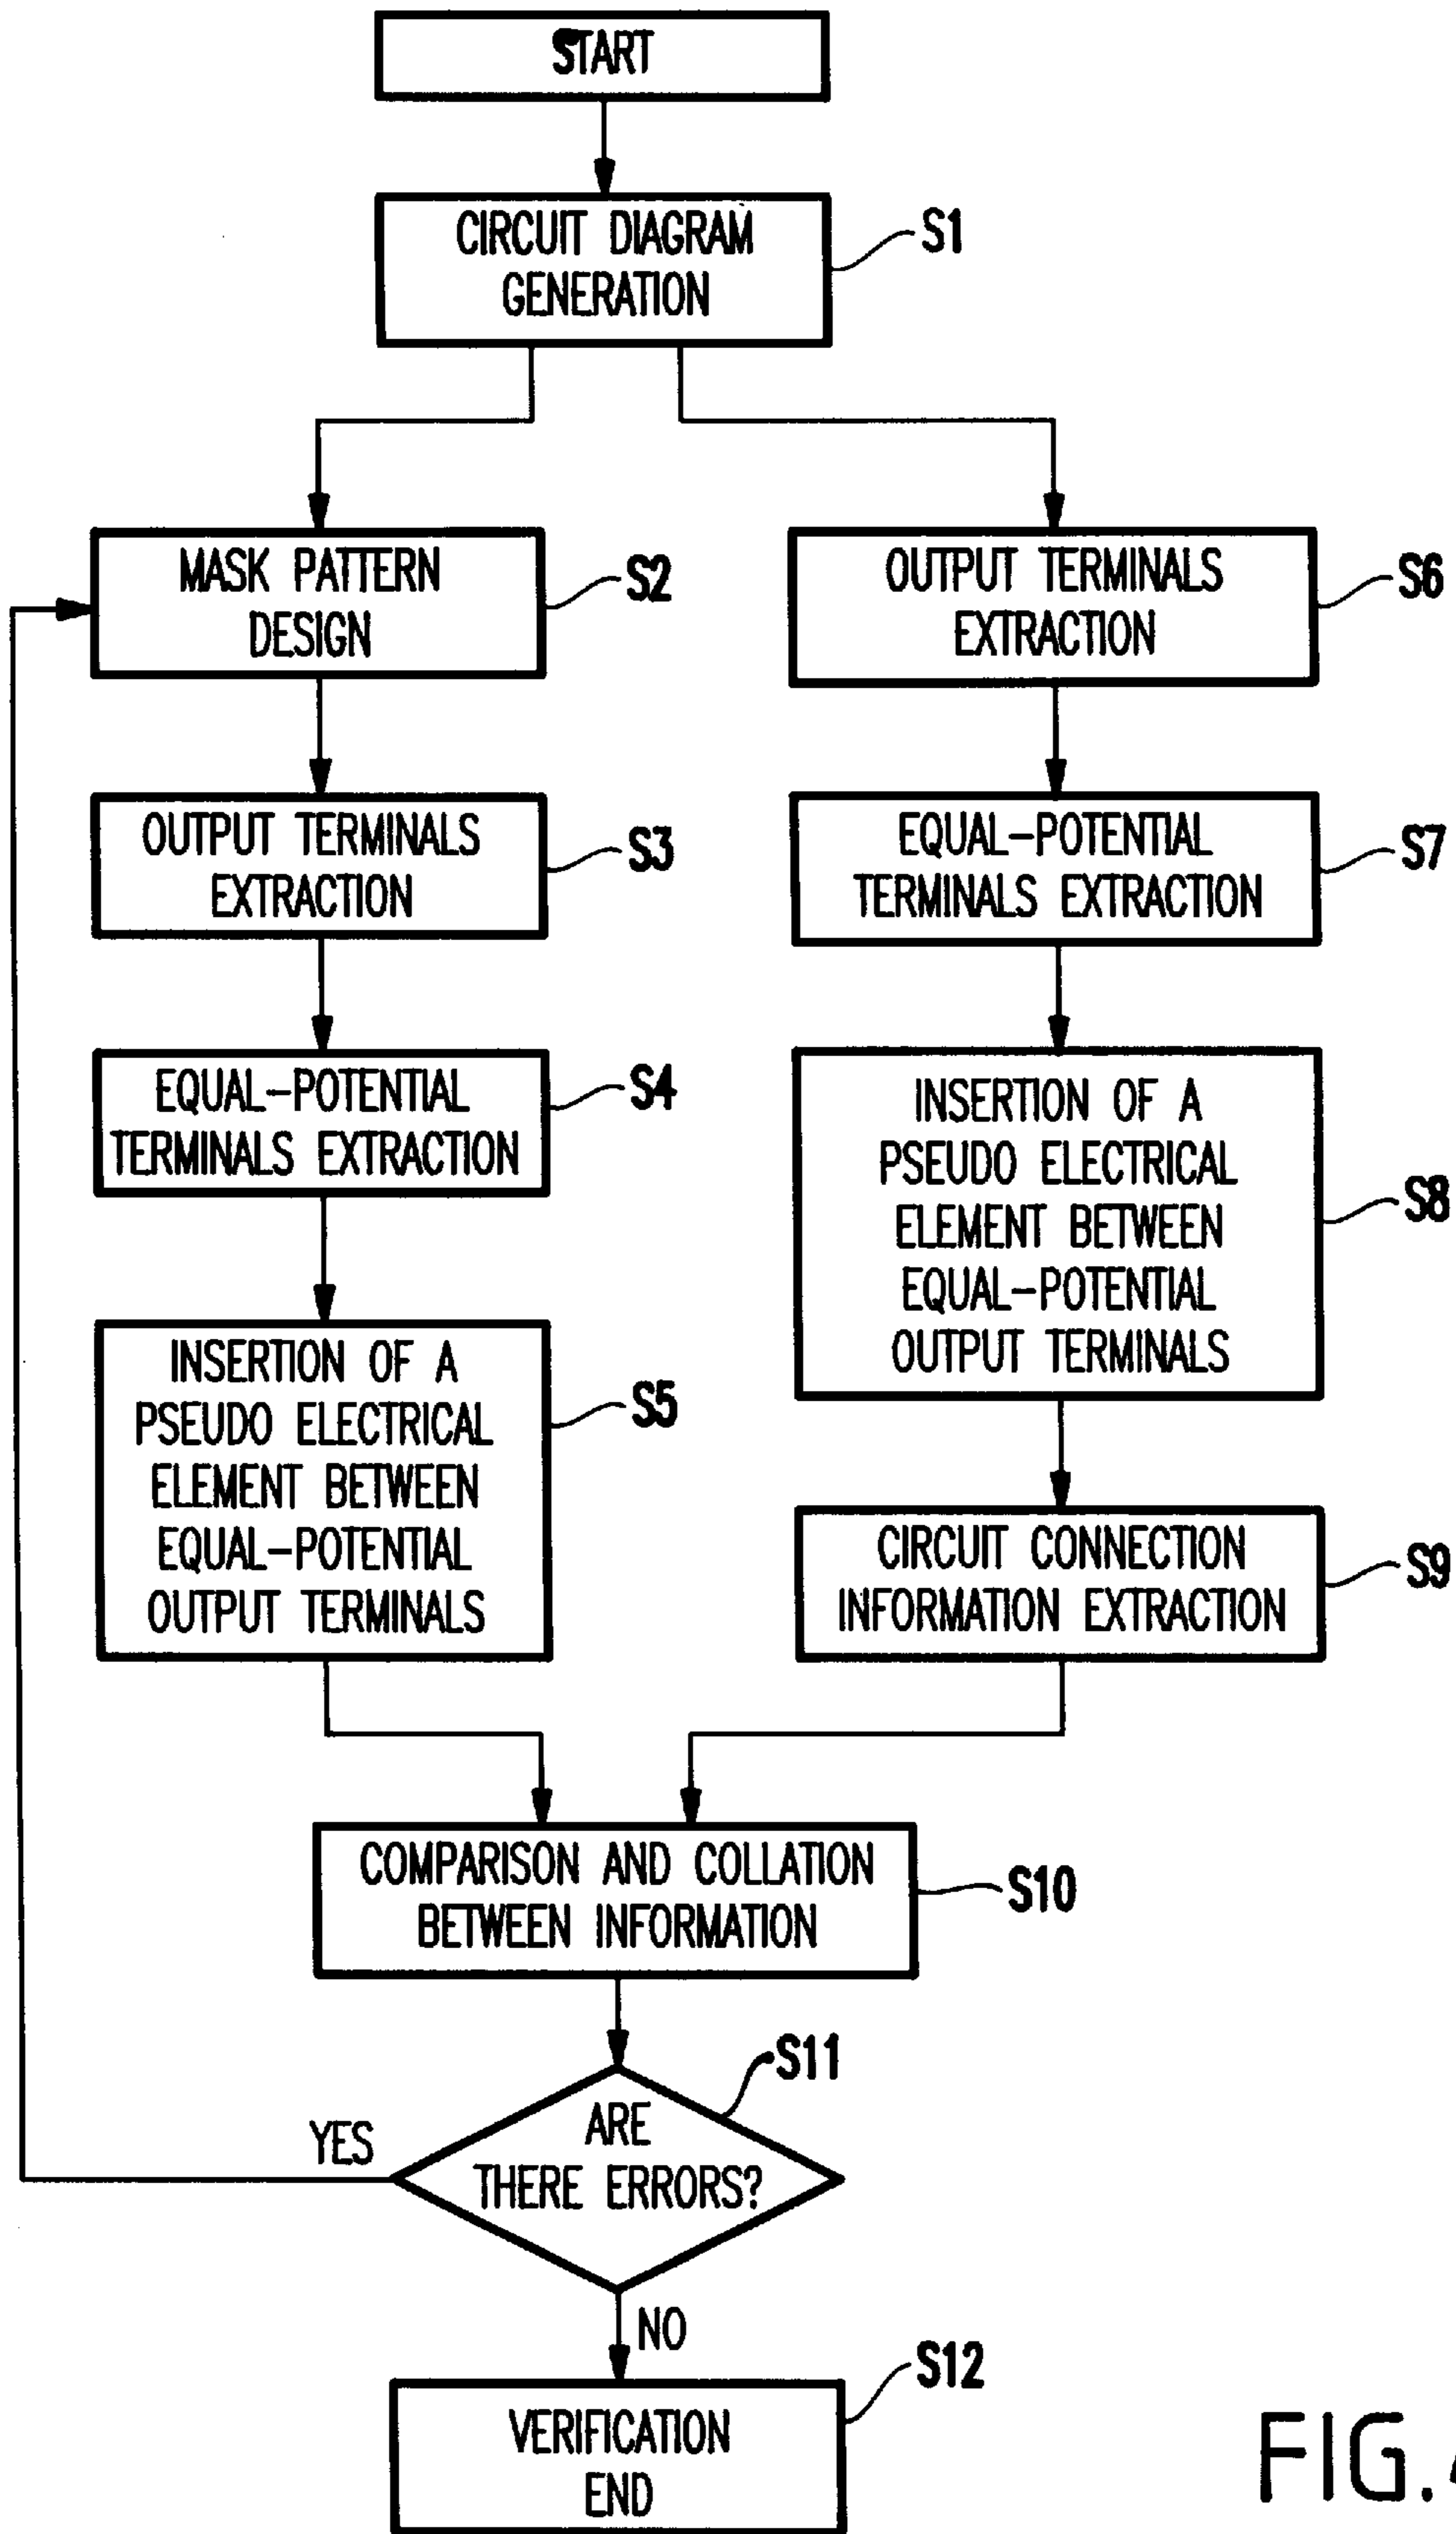 START
CIRCUIT DIAGRAM
GENERATION
S1
MASK PATTERN
DESIGN
S2
OUTPUT TERMINALS
EXTRACTION
S3
EQUAL-POTENTIAL
TERMINALS EXTRACTION
S4
INSERTION OF A
PSEUDO ELECTRICAL
ELEMENT BETWEEN
EQUAL-POTENTIAL
OUTPUT TERMINALS
S5
OUTPUT TERMINALS
EXTRACTION
S6
EQUAL-POTENTIAL
TERMINALS EXTRACTION
S7
INSERTION OF A
PSEUDO ELECTRICAL
ELEMENT BETWEEN
EQUAL-POTENTIAL
OUTPUT TERMINALS
S8
CIRCUIT CONNECTION
INFORMATION EXTRACTION
S9
COMPARISON AND COLLATION
BETWEEN INFORMATION
S10
ARE
THERE ERRORS?
S11
YES
NO
VERIFICATION
END
S12
FIG.